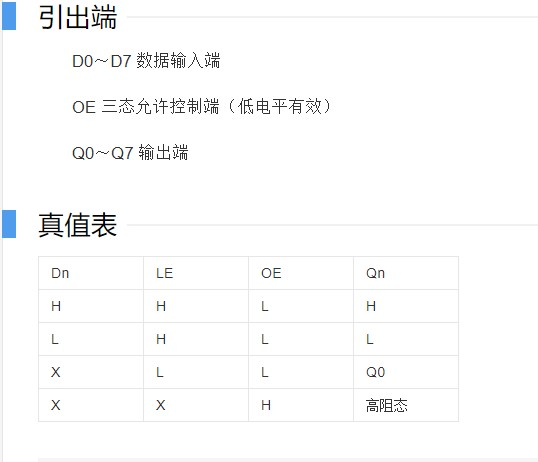 引出端
D0～D7 数据输入端
OE 三态允许控制端（低电平有效）
Q0～Q7 输出端
真值表
Dn LE OE Qn
H H L H
L H L L
X L L Q0
X X H 高阻态